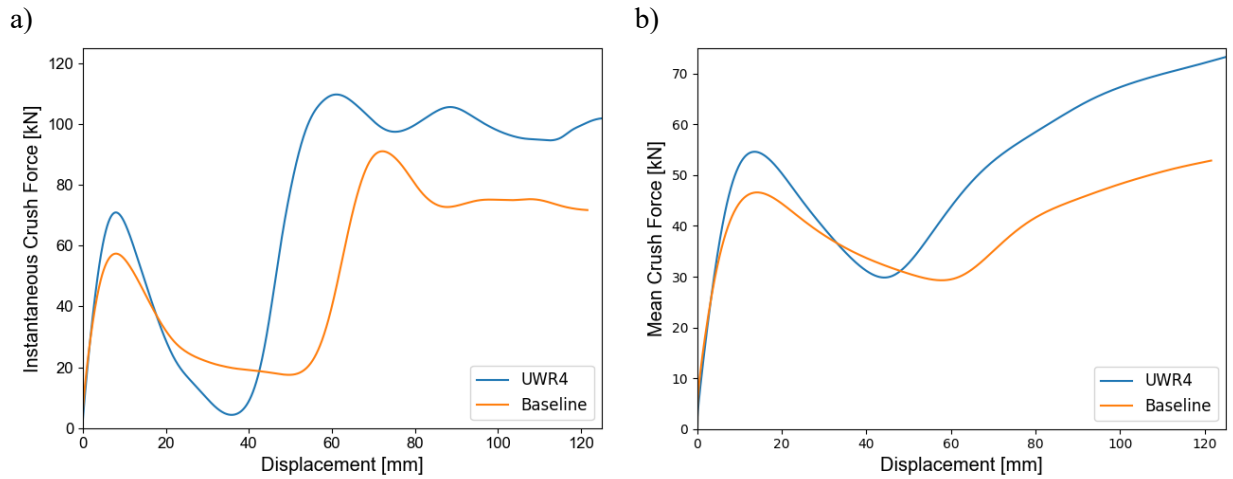 a)
Instantaneous Crush Force [kN]
120
100
80
60
40
20
0
0 20 40 60 80 100 120
Displacement [mm]
UWR4
Baseline
b)
Mean Crush Force [kN]
70
60
50
40
30
20
10
0
0 20 40 60 80 100 120
Displacement [mm]
UWR4
Baseline